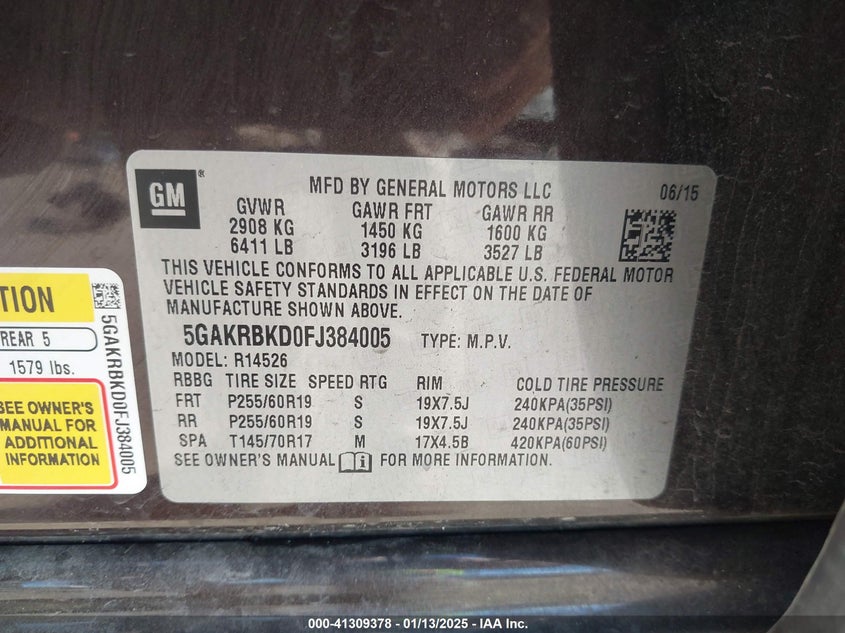 GM ®
MFD BY GENERAL MOTORS LLC 06/15
GVWR GAWR FRT GAWR RR
2908 KG 1450 KG 1600 KG
6411 LB 3196 LB 3527 LB
THIS VEHICLE CONFORMS TO ALL APPLICABLE U.S. FEDERAL MOTOR
VEHICLE SAFETY STANDARDS IN EFFECT ON THE DATE OF
MANUFACTURE SHOWN ABOVE.
5GAKRBKD0FJ384005 TYPE: M.P.V.
MODEL: R14526
RBBG TIRE SIZE SPEED RTG RIM COLD TIRE PRESSURE
FRT P255/60R19 S 19X7.5J 240KPA(35PSI)
RR P255/60R19 S 19X7.5J 240KPA(35PSI)
SPA T145/70R17 M 17X4.5B 420KPA(60PSI)
SEE OWNER'S MANUAL FOR MORE INFORMATION.
REAR 5
1579 lbs.
SEE OWNER'S
MANUAL FOR
ADDITIONAL
INFORMATION
5GAKRBKD0FJ384005
000-41309378 - 01/13/2025 - IAA Inc.